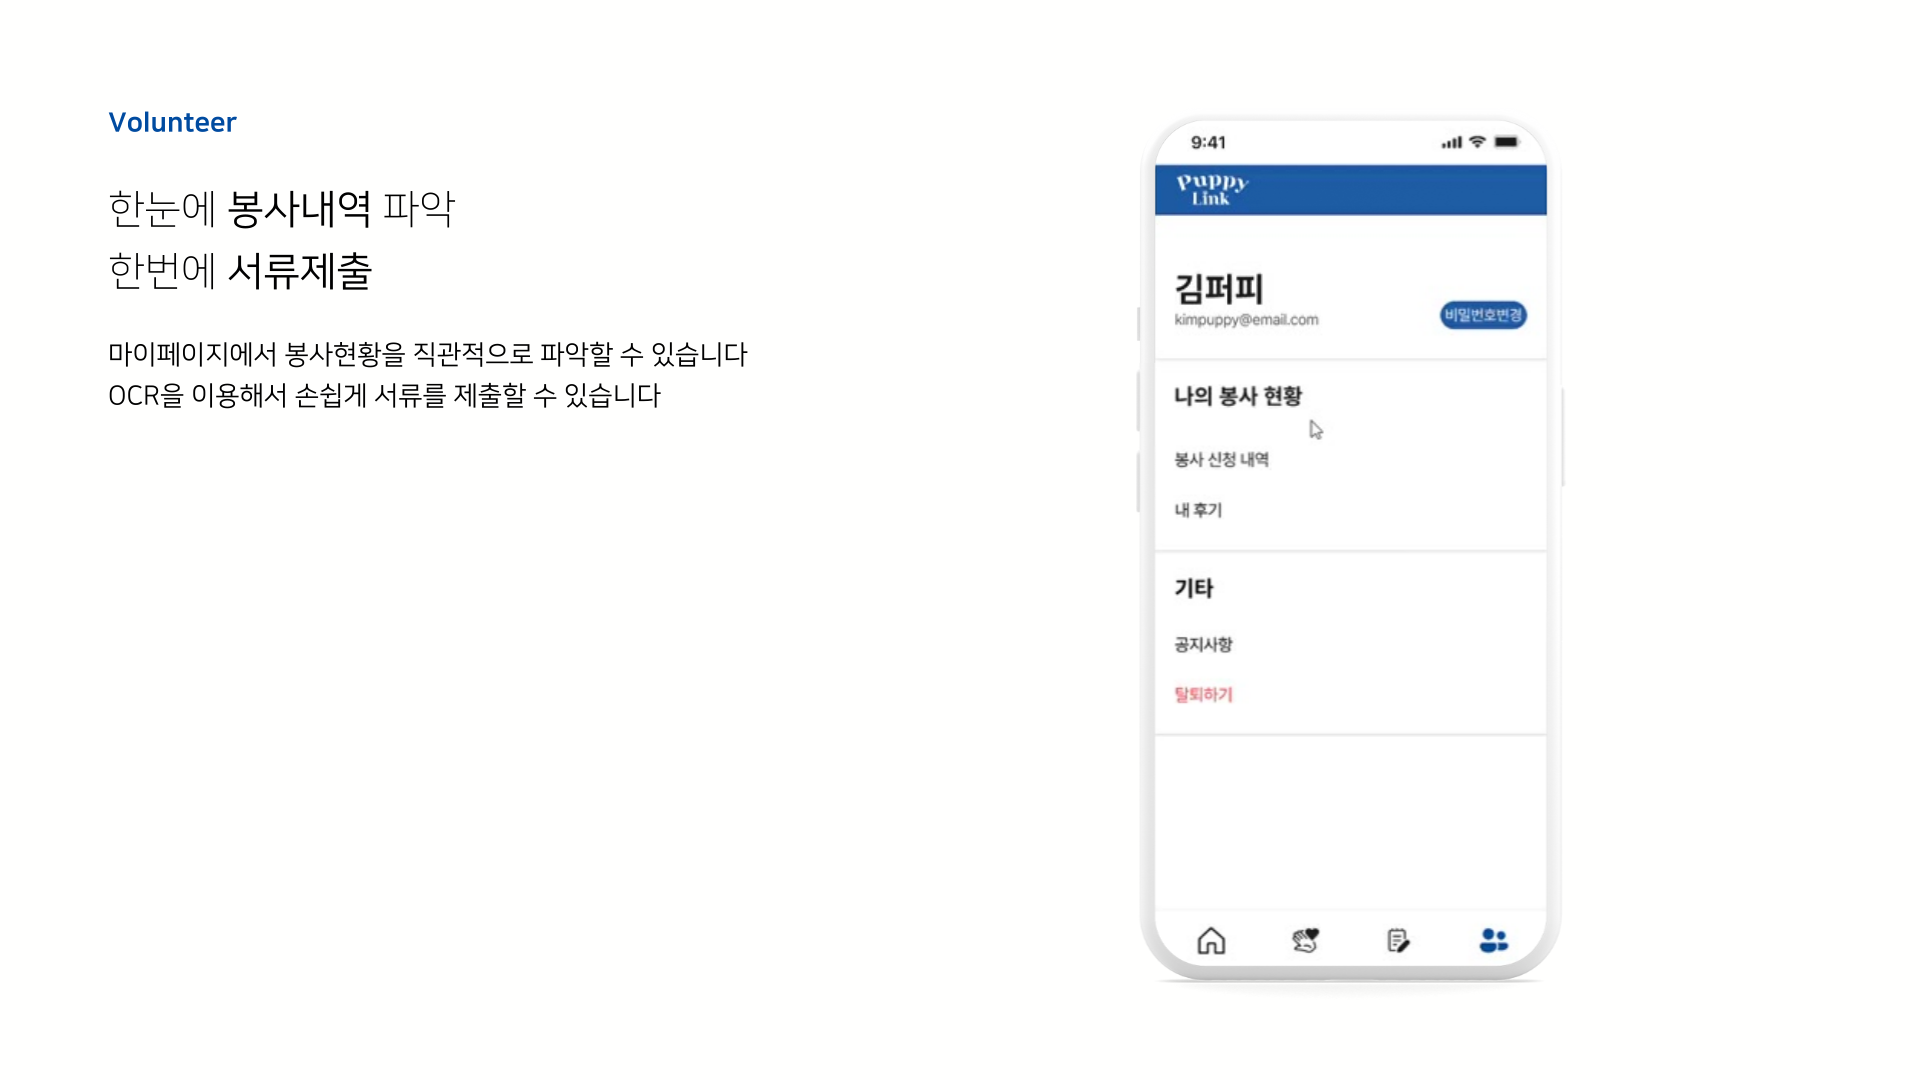 Volunteer
한눈에 봉사내역 파악
한번에 서류제출
마이페이지에서 봉사현황을 직관적으로 파악할 수 있습니다
OCR을 이용해서 손쉽게 서류를 제출할 수 있습니다
9:41
Puppy
Link
김퍼피
kimpuppy@email.com
비밀번호변경
나의 봉사 현황
봉사 신청 내역
내 후기
기타
공지사항
탈퇴하기